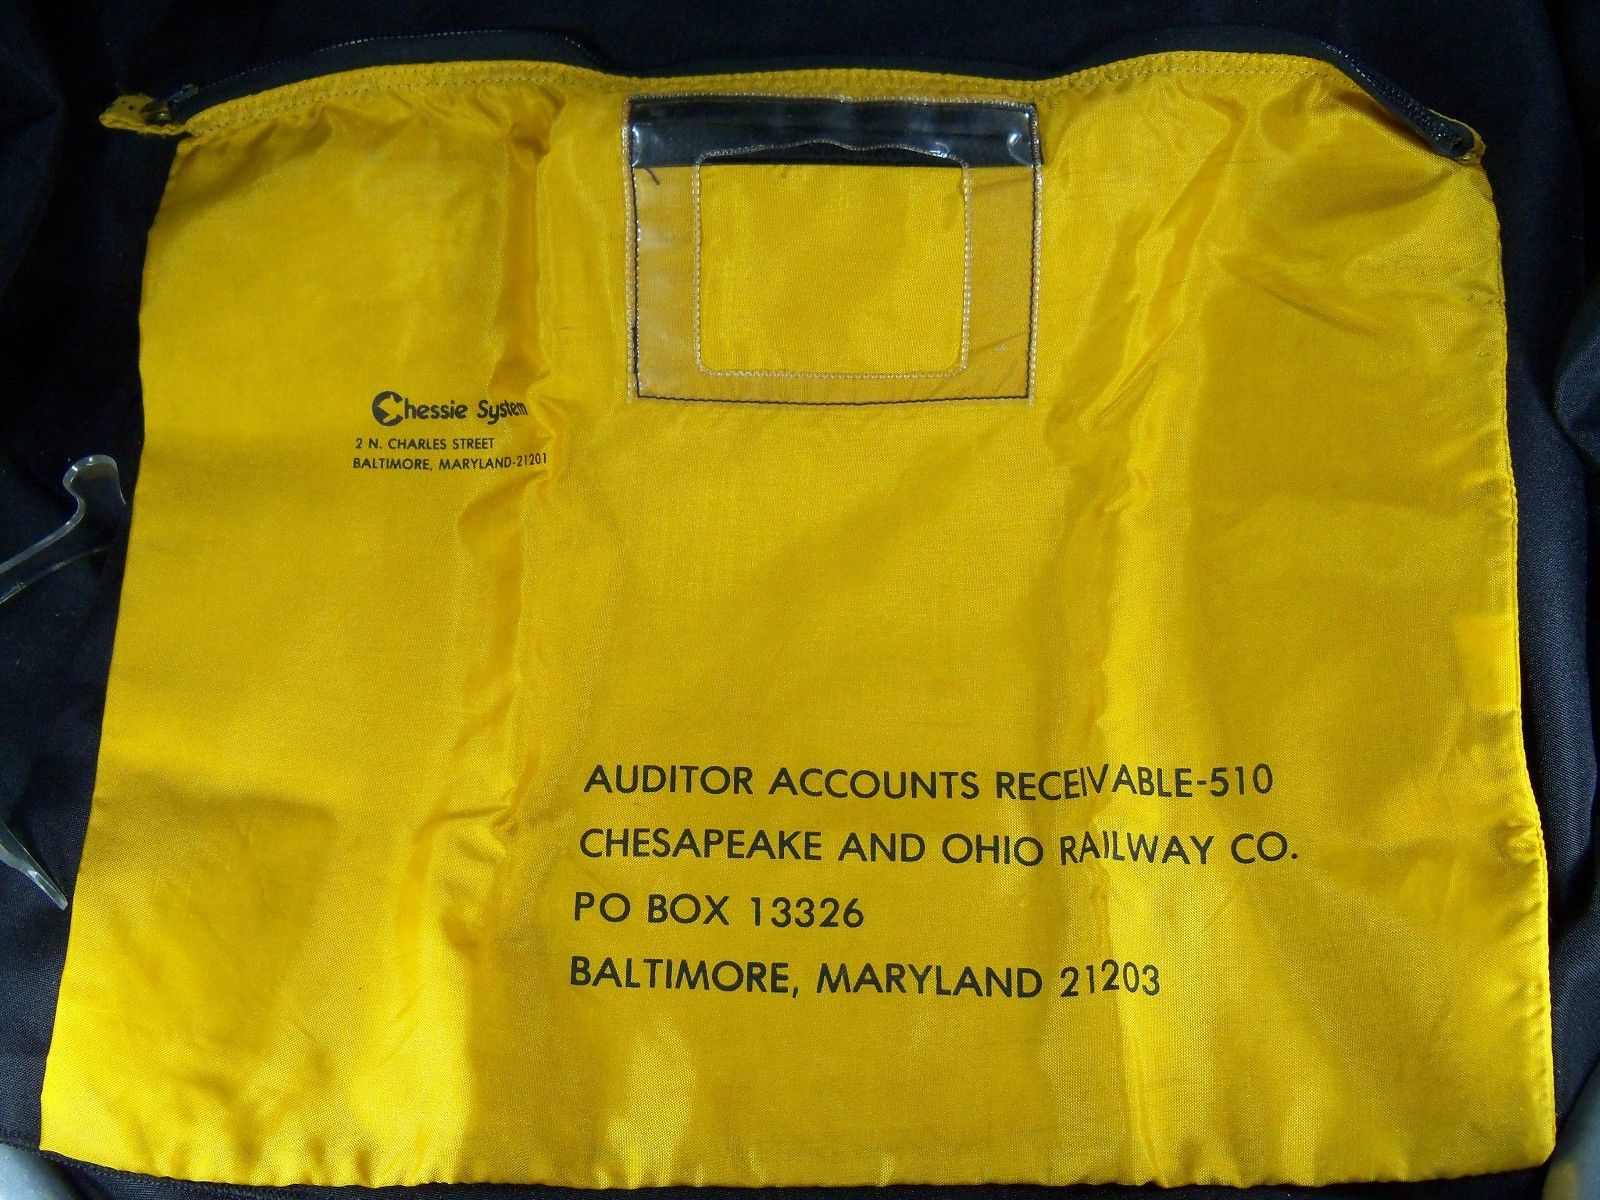 Chessie System
2 N. CHARLES STREET
BALTIMORE, MARYLAND-21201
AUDITOR ACCOUNTS RECEIVABLE-510
CHESAPEAKE AND OHIO RAILWAY CO.
PO BOX 13326
BALTIMORE, MARYLAND 21203